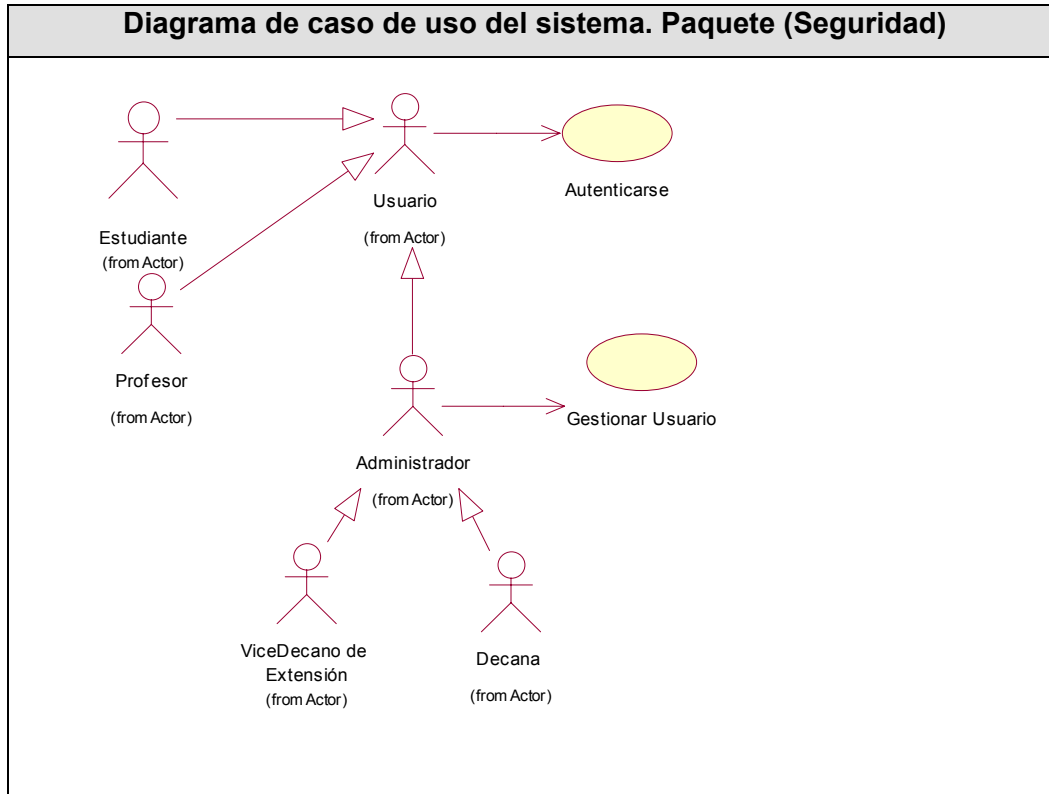 Diagrama de caso de uso del sistema. Paquete (Seguridad)
Usuario
(from Actor)
Autenticarse
Estudiante
(from Actor)
Profesor
(from Actor)
Administrador
(from Actor)
Gestionar Usuario
ViceDecano de
Extensión
(from Actor)
Decana
(from Actor)